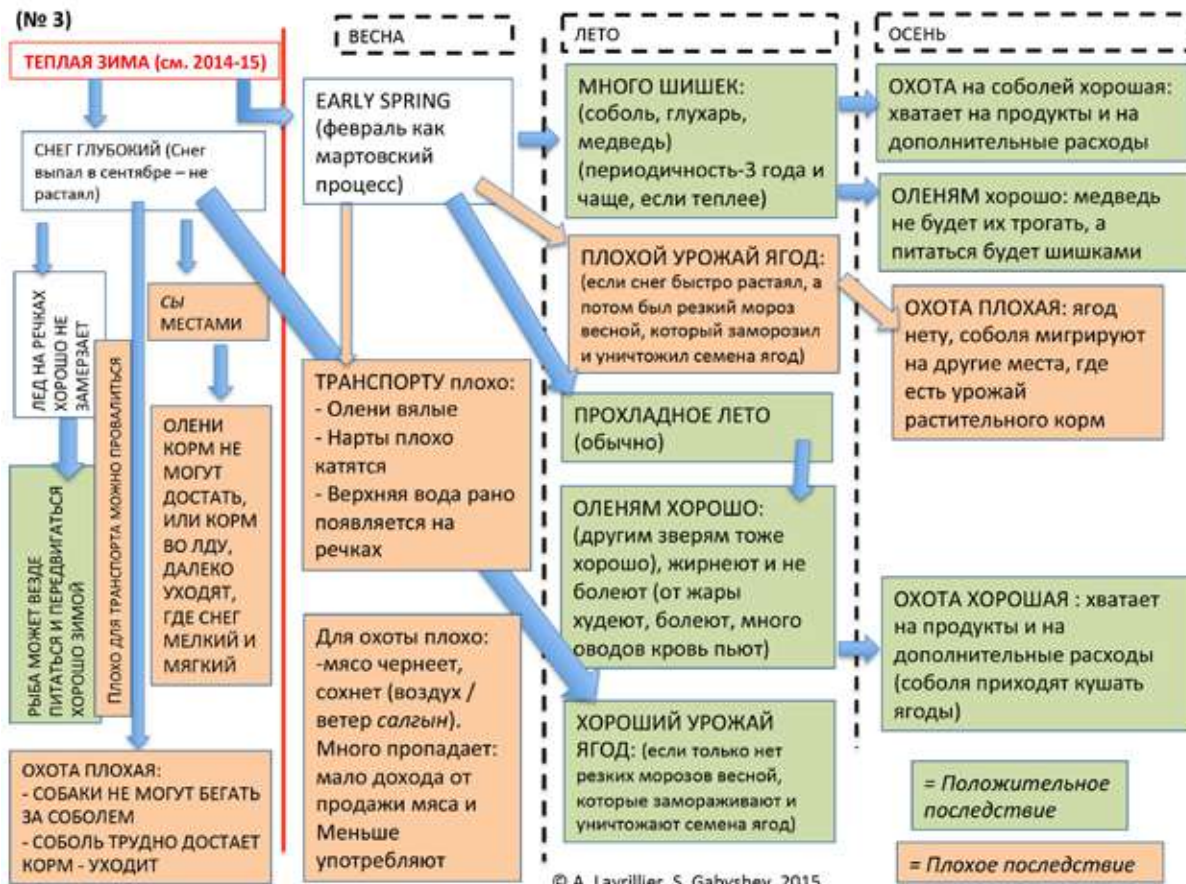 (№ 3)
ТЕПЛАЯ ЗИМА (см. 2014-15)
СНЕГ ГЛУБОКИЙ (Снег
выпал в сентябре – не
растаял)
ЛЕД НА РЕЧКАХ
ХОРОШО НЕ
ЗАМЕРЗАЕТ
РЫБА МОЖЕТ ВЕЗДЕ
ПИТАТЬСЯ И ПЕРЕДВИГАТЬСЯ
ХОРОШО ЗИМОЙ
ПЛОХО ДЛЯ ТРАНСПОРТА МОЖНО ПРОВАЛИТЬСЯ
СЫ
МЕСТАМИ
ОЛЕНИ
КОРМ НЕ
МОГУТ
ДОСТАТЬ,
ИЛИ КОРМ
ВО ЛДУ,
ДАЛЕКО
УХОДЯТ,
ГДЕ СНЕГ
МЕЛКИЙ И
МЯГКИЙ
ОХОТА ПЛОХАЯ:
- СОБАКИ НЕ МОГУТ БЕГАТЬ
ЗА СОБОЛЕМ
- СОБОЛЬ ТРУДНО ДОСТАЕТ
КОРМ - УХОДИТ
ВЕСНА
EARLY SPRING
(февраль как
мартовский
процесс)
ТРАНСПОРТУ плохо:
- Олени вялые
- Нарты плохо
катятся
- Верхняя вода рано
появляется на
речках
Для охоты плохо:
-мясо чернеет,
сохнет (воздух /
ветер салгын).
Много пропадает:
мало дохода от
продажи мяса и
Меньше
употребляют
ЛЕТО
МНОГО ШИШЕК:
(соболь, глухарь,
медведь)
(периодичность-3 года и
чаще, если теплее)
ПЛОХОЙ УРОЖАЙ ЯГОД:
(если снег быстро растаял, а
потом был резкий мороз
весной, который заморозил
и уничтожил семена ягод)
ПРОХЛАДНОЕ ЛЕТО
(обычно)
ОЛЕНЯМ ХОРОШО:
(другим зверям тоже
хорошо), жирнеют и не
болеют (от жары
худеют, болеют, много
оводов кровь пьют)
ХОРОШИЙ УРОЖАЙ
ЯГОД: (если только нет
резких морозов весной,
которые замораживают и
уничтожают семена ягод)
© A. Lavrillier, S. Gabyshev, 2015
ОСЕНЬ
ОХОТА на соболей хорошая:
хватает на продукты и на
дополнительные расходы
ОЛЕНЯМ хорошо: медведь
не будет их трогать, а
питаться будет шишками
ОХОТА ПЛОХАЯ: ягод
нету, соболя мигрируют
на другие места, где
есть урожай
растительного корм
ОХОТА ХОРОШАЯ : хватает
на продукты и на
дополнительные расходы
(соболя приходят кушать
ягоды)
= Положительное
последствие
= Плохое последствие